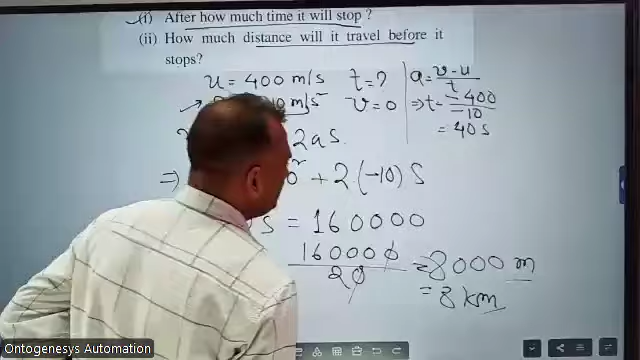 (i) After how much time it will stop ?
(ii) How much distance will it travel before it
stops?
u = 400 m/s t = ? a = v-u / t
m/s² v = 0 ⇒ t = -400 / -10
2as. = 40 s
⇒ + 2 (-10) s
s = 160000
160000 / 20 = 8000 m
= 8 km
Ontogenesys Automation